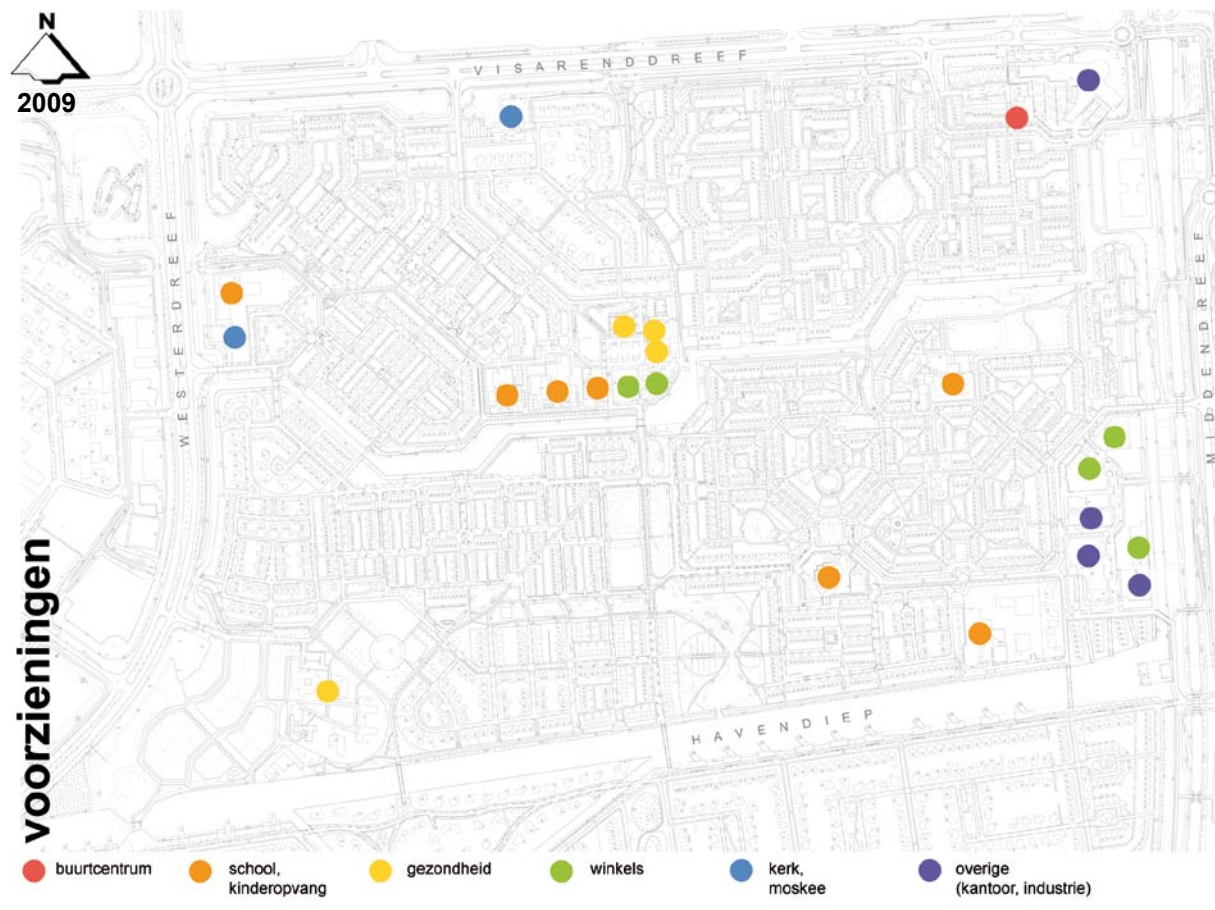 N
2009
VISARENDDREEF
WESTERDREEF
MIDDENDREEF
HAVENDIEP
voorzieningen
buurtcentrum
school,
kinderopvang
gezondheid
winkels
kerk,
moskee
overige
(kantoor, industrie)